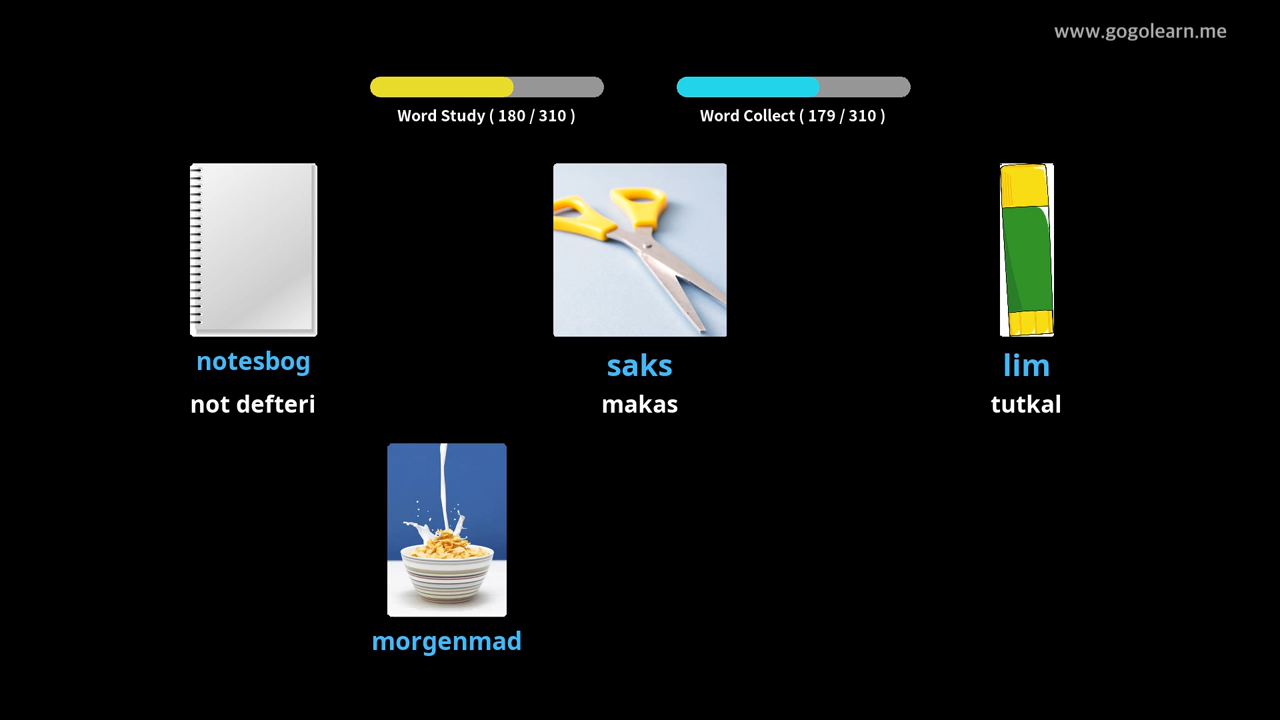 www.gogolearn.me
Word Study ( 180 / 310 )
Word Collect ( 179 / 310 )
notesbog
saks
lim
not defteri
makas
tutkal
morgenmad